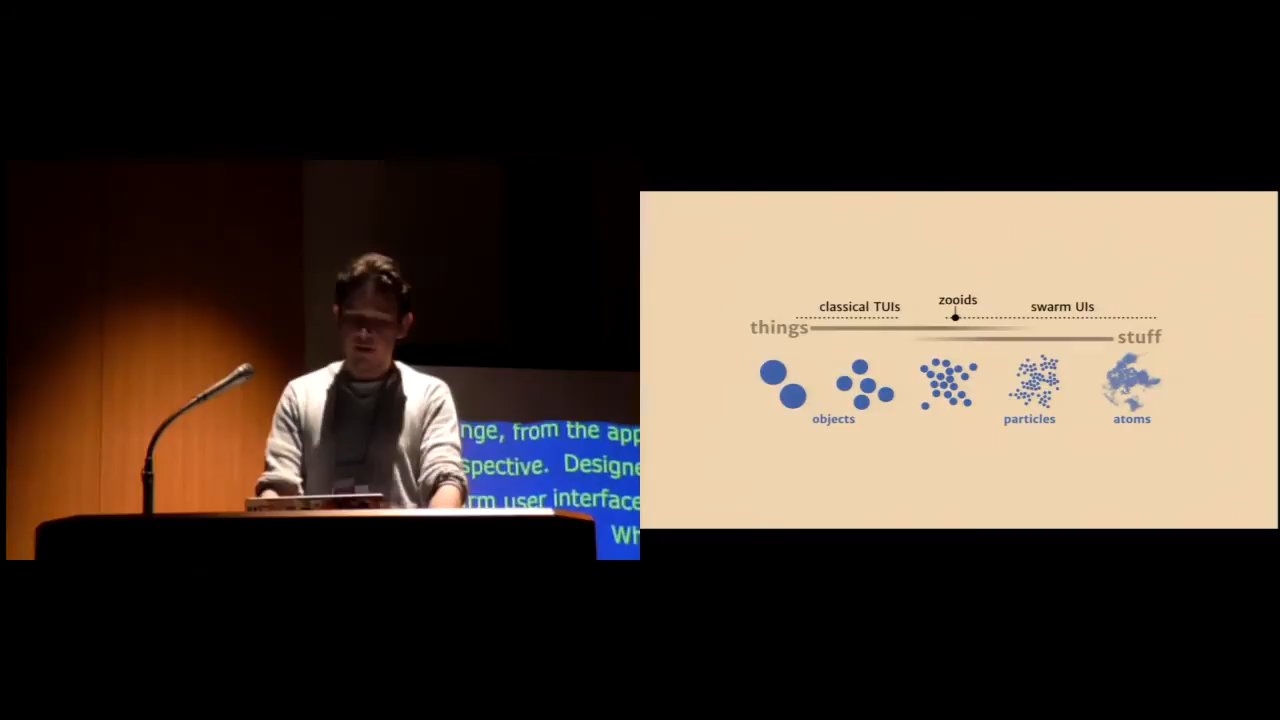 nge, from the app
spective. Designe
rm user interface
Wh
classical TUIs
zooids
swarm UIs
things
stuff
objects
particles
atoms